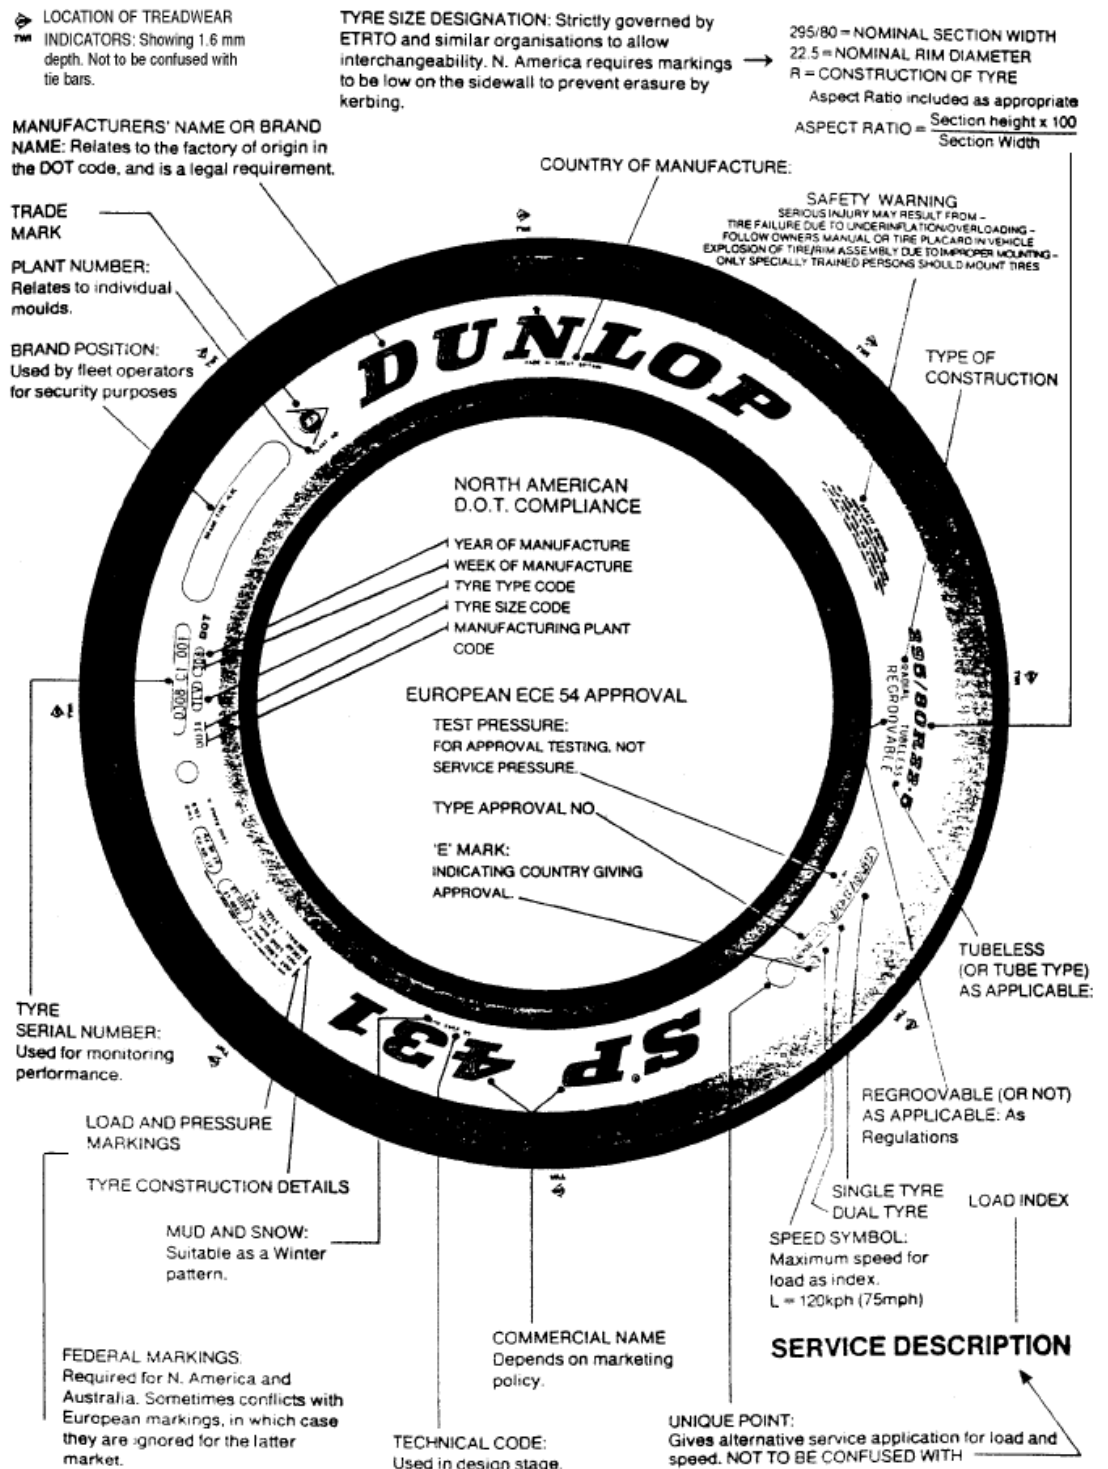 LOCATION OF TREADWEAR
TWI INDICATORS: Showing 1.6 mm
depth. Not to be confused with
tie bars.
TYRE SIZE DESIGNATION: Strictly governed by
ETRTO and similar organisations to allow
interchangeability. N. America requires markings
to be low on the sidewall to prevent erasure by
kerbing.
295/80 = NOMINAL SECTION WIDTH
22.5 = NOMINAL RIM DIAMETER
R = CONSTRUCTION OF TYRE
Aspect Ratio included as appropriate
ASPECT RATIO = Section height x 100
Section Width
MANUFACTURERS' NAME OR BRAND
NAME: Relates to the factory of origin in
the DOT code, and is a legal requirement.
COUNTRY OF MANUFACTURE:
SAFETY WARNING
SERIOUS INJURY MAY RESULT FROM –
TIRE FAILURE DUE TO UNDERINFLATION/OVERLOADING –
FOLLOW OWNERS MANUAL OR TIRE PLACARD IN VEHICLE
EXPLOSION OF TIRE/RIM ASSEMBLY DUE TO IMPROPER MOUNTING –
ONLY SPECIALLY TRAINED PERSONS SHOULD MOUNT TIRES
TRADE
MARK
PLANT NUMBER:
Relates to individual
moulds.
BRAND POSITION:
Used by fleet operators
for security purposes
TWI
TWI
DUNLOP
MADE IN GREAT BRITAIN
TYPE OF
CONSTRUCTION
NORTH AMERICAN
D.O.T. COMPLIANCE
YEAR OF MANUFACTURE
WEEK OF MANUFACTURE
TYRE TYPE CODE
TYRE SIZE CODE
MANUFACTURING PLANT
CODE
DOT
295/80R22.5
RADIAL TUBELESS
REGROOVABLE
TWI
EUROPEAN ECE 54 APPROVAL
TEST PRESSURE:
FOR APPROVAL TESTING. NOT
SERVICE PRESSURE.
TYPE APPROVAL NO.
'E' MARK:
INDICATING COUNTRY GIVING
APPROVAL.
TUBELESS
(OR TUBE TYPE)
AS APPLICABLE:
TYRE
SERIAL NUMBER:
Used for monitoring
performance.
SP 431
LOAD AND PRESSURE
MARKINGS
TYRE CONSTRUCTION DETAILS
REGROOVABLE (OR NOT)
AS APPLICABLE: As
Regulations
TWI
MUD AND SNOW:
Suitable as a Winter
pattern.
SINGLE TYRE
DUAL TYRE
LOAD INDEX
SPEED SYMBOL:
Maximum speed for
load as index.
L = 120kph (75mph)
SERVICE DESCRIPTION
COMMERCIAL NAME
Depends on marketing
policy.
FEDERAL MARKINGS:
Required for N. America and
Australia. Sometimes conflicts with
European markings, in which case
they are ignored for the latter
market.
TECHNICAL CODE:
Used in design stage.
UNIQUE POINT:
Gives alternative service application for load and
speed. NOT TO BE CONFUSED WITH